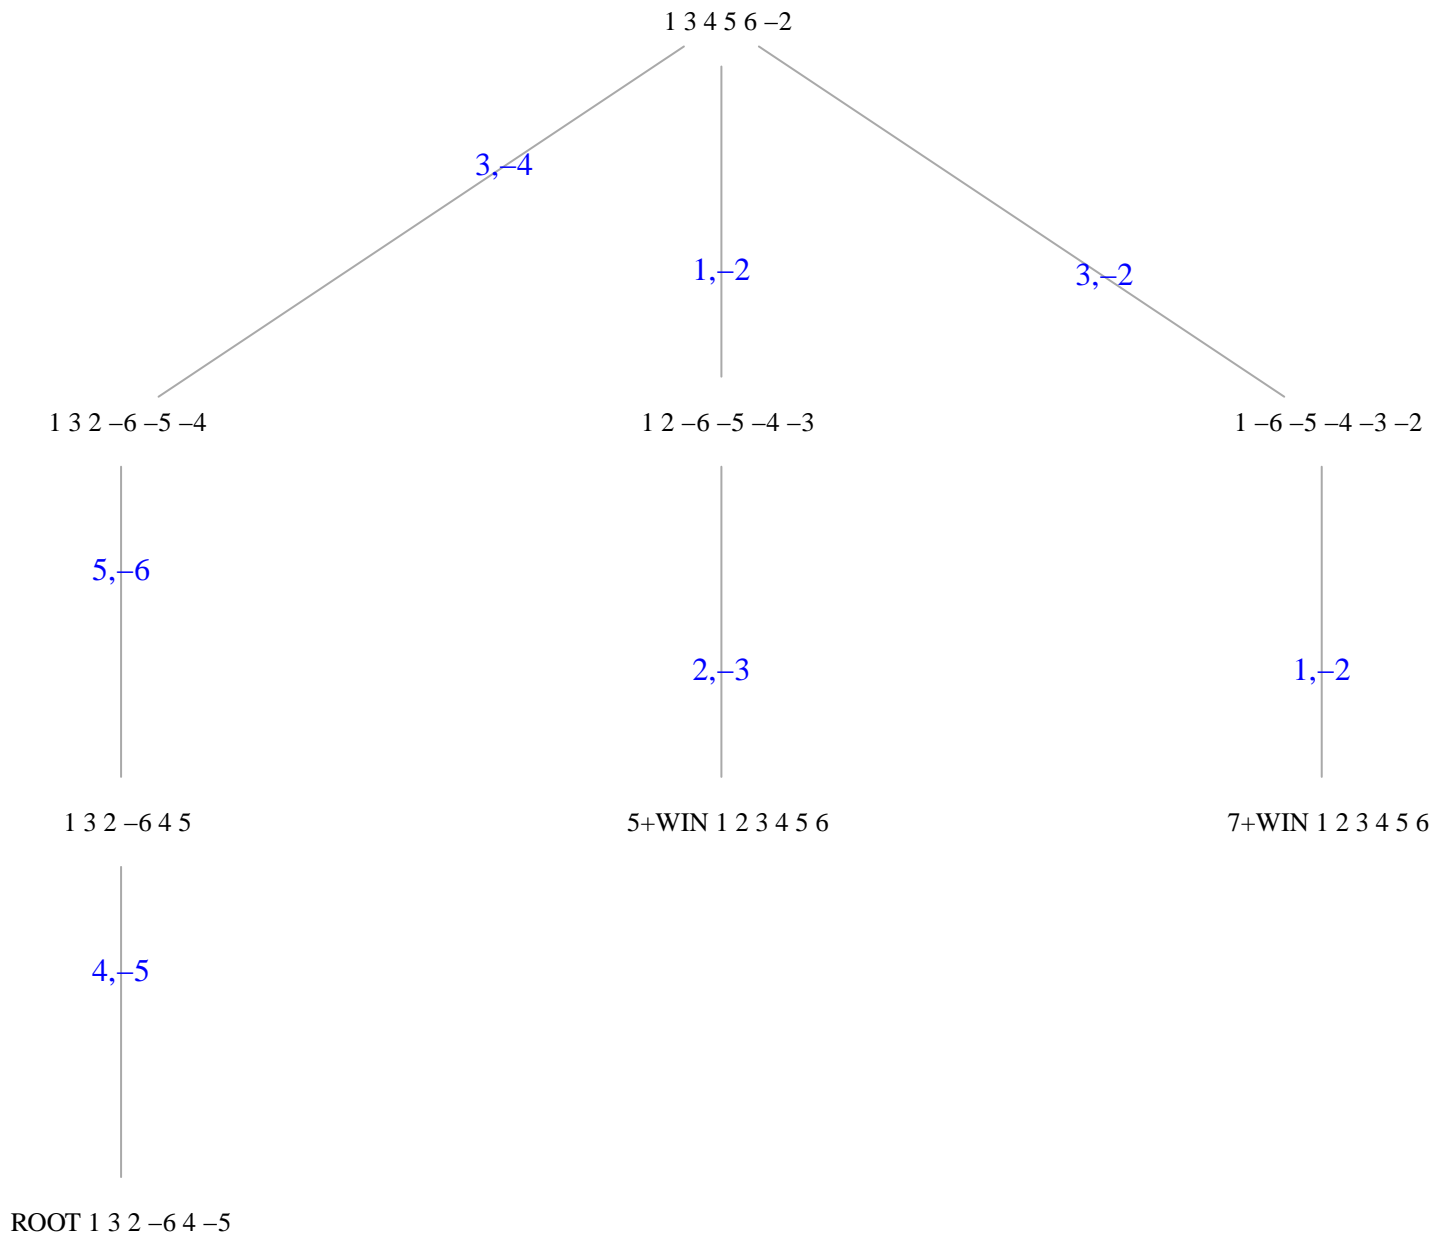 1 3 4 5 6 –2
3,–4
1,–2
3,–2
1 3 2 –6 –5 –4
1 2 –6 –5 –4 –3
1 –6 –5 –4 –3 –2
5,–6
2,–3
1,–2
1 3 2 –6 4 5
5+WIN 1 2 3 4 5 6
7+WIN 1 2 3 4 5 6
4,–5
ROOT 1 3 2 –6 4 –5